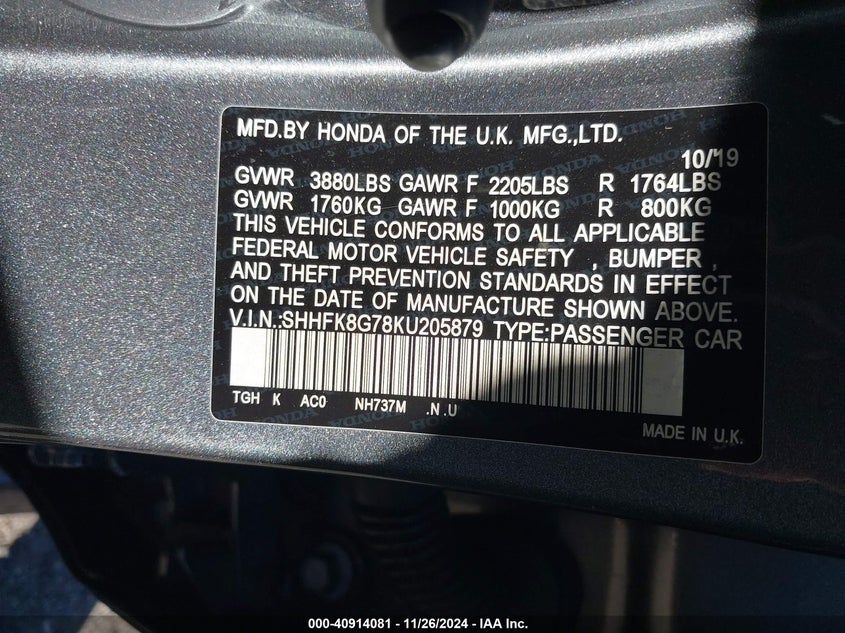 MFD.BY HONDA OF THE U.K. MFG.,LTD.
10/'19
GVWR 3880LBS GAWR F 2205LBS R 1764LBS
GVWR 1760KG GAWR F 1000KG R 800KG
THIS VEHICLE CONFORMS TO ALL APPLICABLE
FEDERAL MOTOR VEHICLE SAFETY , BUMPER ,
AND THEFT PREVENTION STANDARDS IN EFFECT
ON THE DATE OF MANUFACTURE SHOWN ABOVE.
V.I.N.:SHHFK8G78KU205879 TYPE:PASSENGER CAR
TGH K AC0 NH737M .N .U
MADE IN U.K.
000-40914081 - 11/26/2024 - IAA Inc.